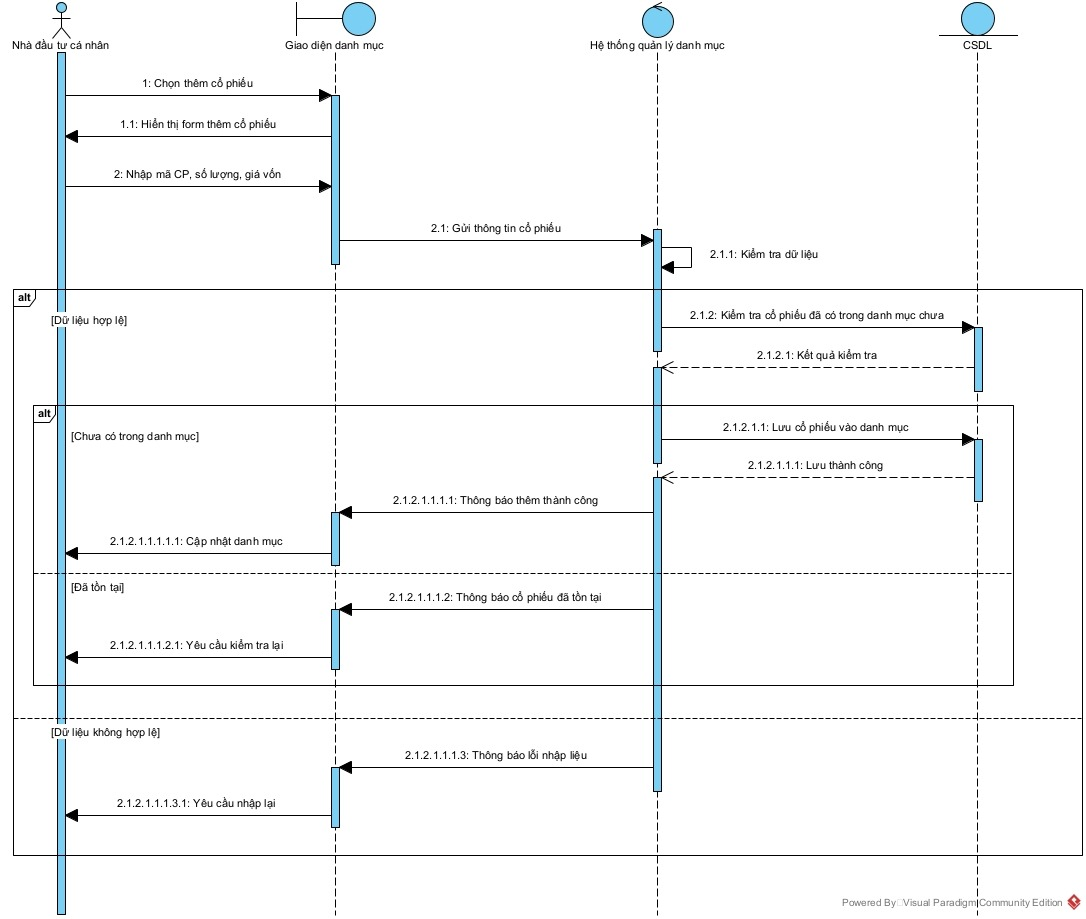 Nhà đầu tư cá nhân
Giao diện danh mục
Hệ thống quản lý danh mục
CSDL
1: Chọn thêm cổ phiếu
1.1: Hiển thị form thêm cổ phiếu
2: Nhập mã CP, số lượng, giá vốn
2.1: Gửi thông tin cổ phiếu
2.1.1: Kiểm tra dữ liệu
alt
[Dữ liệu hợp lệ]
2.1.2: Kiểm tra cổ phiếu đã có trong danh mục chưa
2.1.2.1: Kết quả kiểm tra
alt
[Chưa có trong danh mục]
2.1.2.1.1: Lưu cổ phiếu vào danh mục
2.1.2.1.1.1: Lưu thành công
2.1.2.1.1.1.1: Thông báo thêm thành công
2.1.2.1.1.1.1.1: Cập nhật danh mục
[Đã tồn tại]
2.1.2.1.1.1.2: Thông báo cổ phiếu đã tồn tại
2.1.2.1.1.1.2.1: Yêu cầu kiểm tra lại
[Dữ liệu không hợp lệ]
2.1.2.1.1.1.3: Thông báo lỗi nhập liệu
2.1.2.1.1.1.3.1: Yêu cầu nhập lại
Powered By Visual Paradigm Community Edition